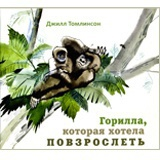 Джилл Томлинсон
Горилла,
которая хотела
ПОВЗРОСЛЕТЬ